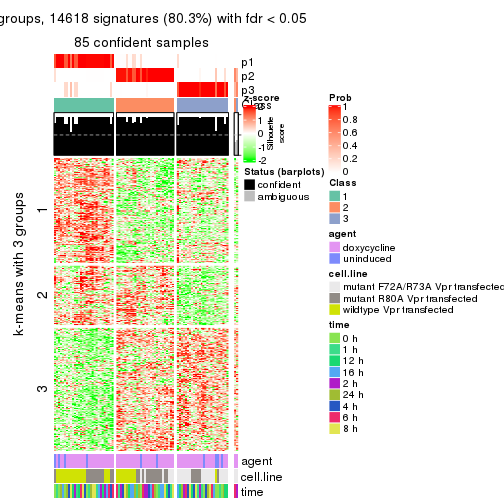 groups, 14618 signatures (80.3%) with fdr < 0.05
85 confident samples
p1
p2
p3
Class
z-score
2
1
0
-1
-2
Silhouette
score
Status (barplots)
confident
ambiguous
Prob
1
0.8
0.6
0.4
0.2
0
Class
1
2
3
agent
doxycycline
uninduced
cell.line
mutant F72A/R73A Vpr transfected
mutant R80A Vpr transfected
wildtype Vpr transfected
time
0 h
1 h
12 h
16 h
2 h
24 h
4 h
6 h
8 h
k-means with 3 groups
1
2
3
agent
cell.line
time